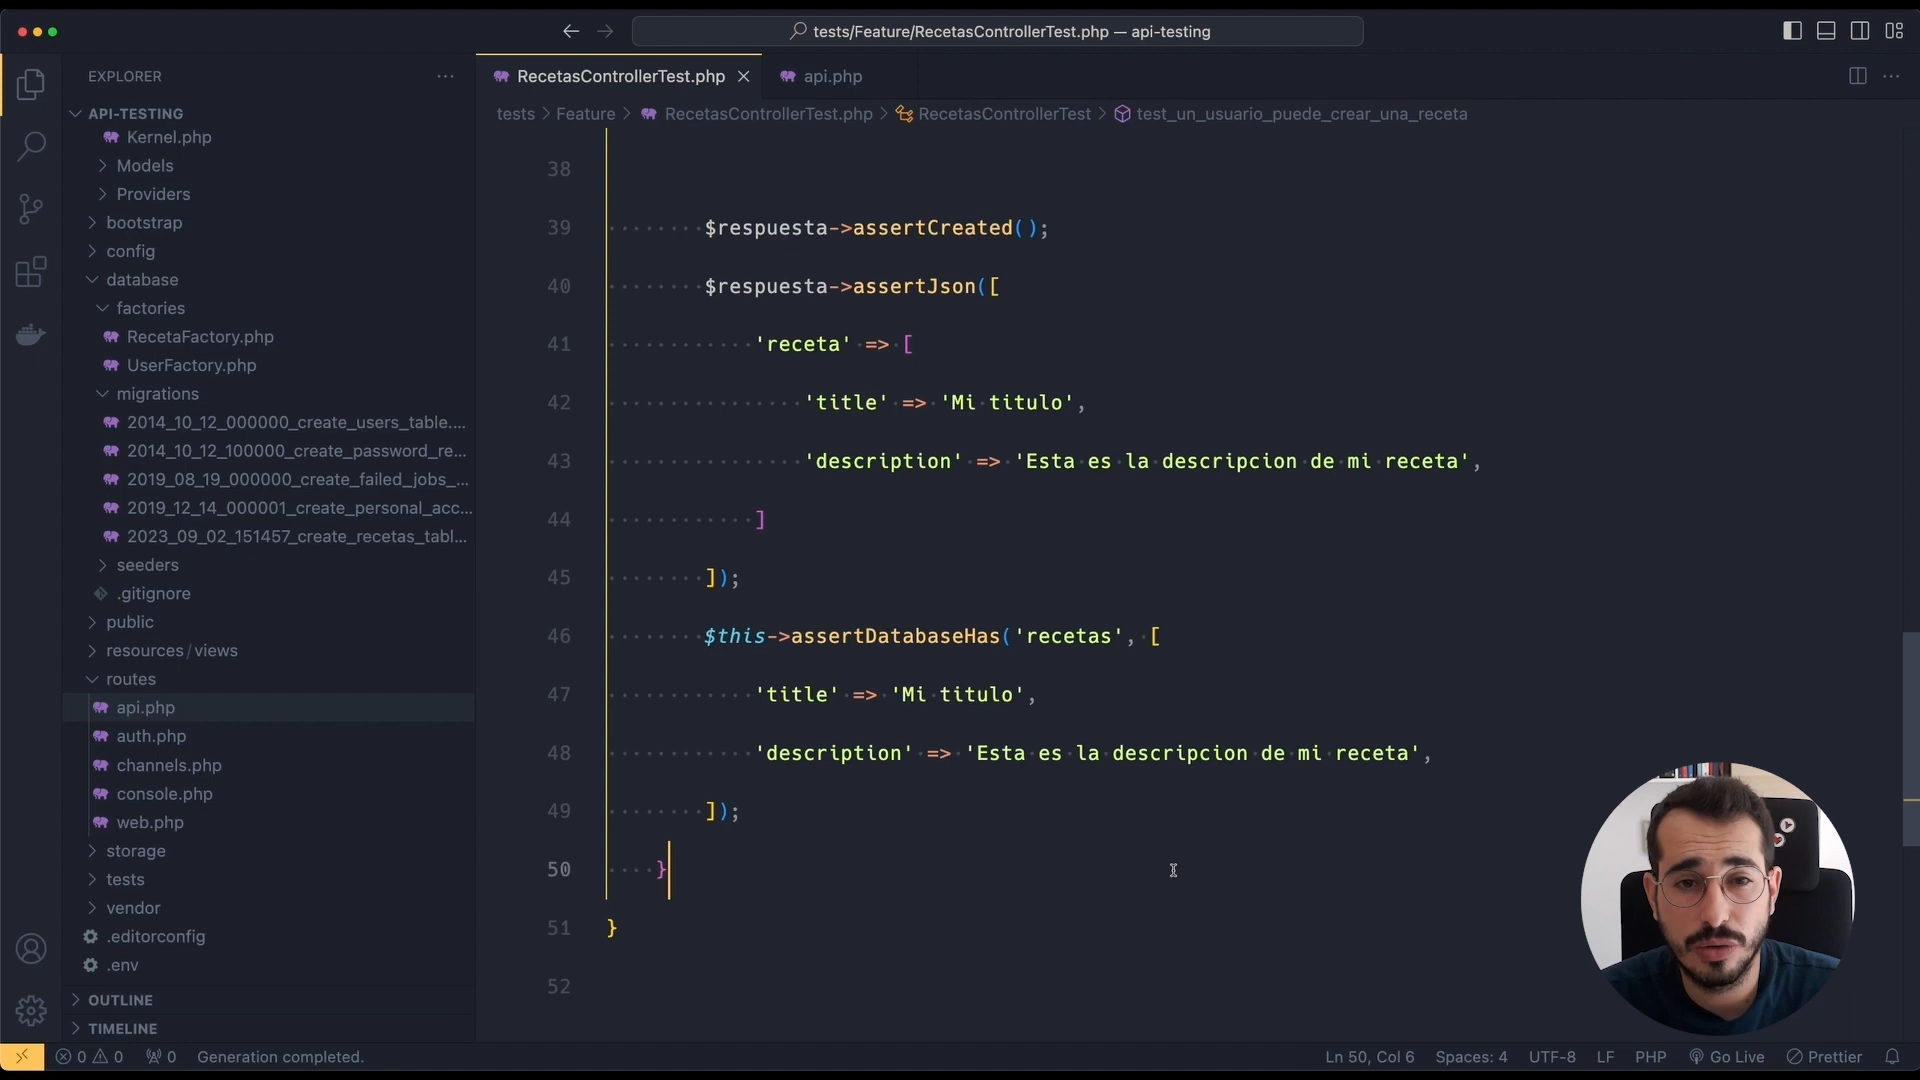 tests/Feature/RecetasControllerTest.php — api-testing
EXPLORER
API-TESTING
Kernel.php
Models
Providers
bootstrap
config
database
factories
RecetaFactory.php
UserFactory.php
migrations
2014_10_12_000000_create_users_table....
2014_10_12_100000_create_password_re...
2019_08_19_000000_create_failed_jobs_...
2019_12_14_000001_create_personal_acc...
2023_09_02_151457_create_recetas_tabl...
seeders
.gitignore
public
resources/views
routes
api.php
auth.php
channels.php
console.php
web.php
storage
tests
vendor
.editorconfig
.env
OUTLINE
TIMELINE
RecetasControllerTest.php
api.php
tests > Feature > RecetasControllerTest.php > RecetasControllerTest > test_un_usuario_puede_crear_una_receta
38
39 $respuesta->assertCreated();
40 $respuesta->assertJson([
41 'receta' => [
42 'title' => 'Mi titulo',
43 'description' => 'Esta es la descripcion de mi receta',
44 ]
45 ]);
46 $this->assertDatabaseHas('recetas', [
47 'title' => 'Mi titulo',
48 'description' => 'Esta es la descripcion de mi receta',
49 ]);
50 }
51 }
52
0 0 0 Generation completed. Ln 50, Col 6 Spaces: 4 UTF-8 LF PHP Go Live Prettier